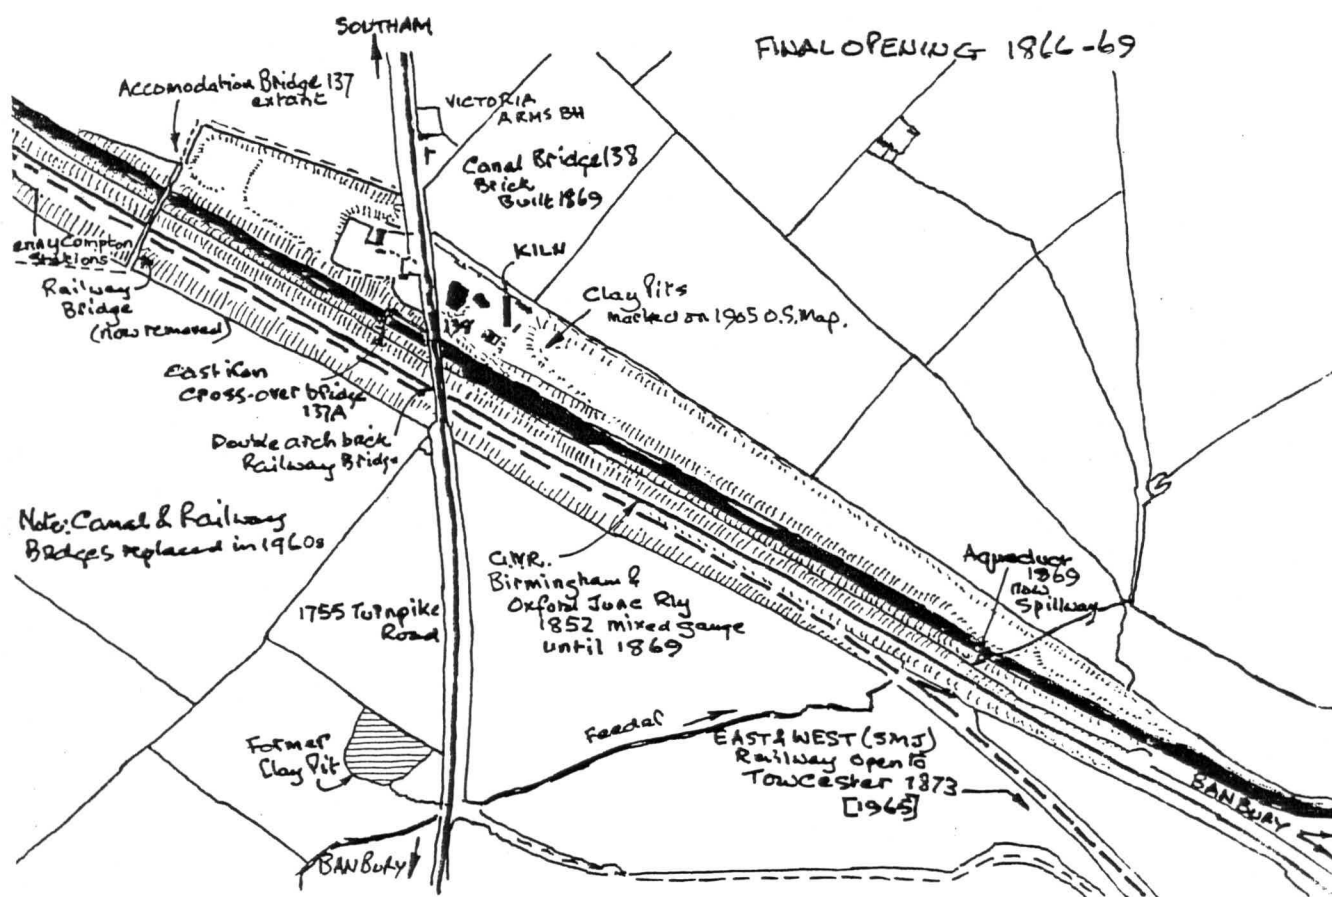 SOUTHAM
FINAL OPENING 1866-69
Accomodation Bridge 137
extant
VICTORIA
ARMS BH
Canal Bridge 138
Brick
Built 1869
KILN
Clay Pits
marked on 1905 O.S. Map.
enny Compton
Stations
Railway
Bridge
(now removed)
East
Cross-over bridge
137A
Double arch brick
Railway Bridge
Note: Canal & Railway
Bridges replaced in 1960s
G.W.R.
Birmingham &
Oxford Junc Rly
1852 mixed gauge
until 1869
1755 Turnpike
Road
Aqueduct
1869
now
Spillway
Feeder
Former
Clay Pit
EAST & WEST (SMJ)
Railway open to
Towcester 1873
[1965]
BANBURY
BANBURY